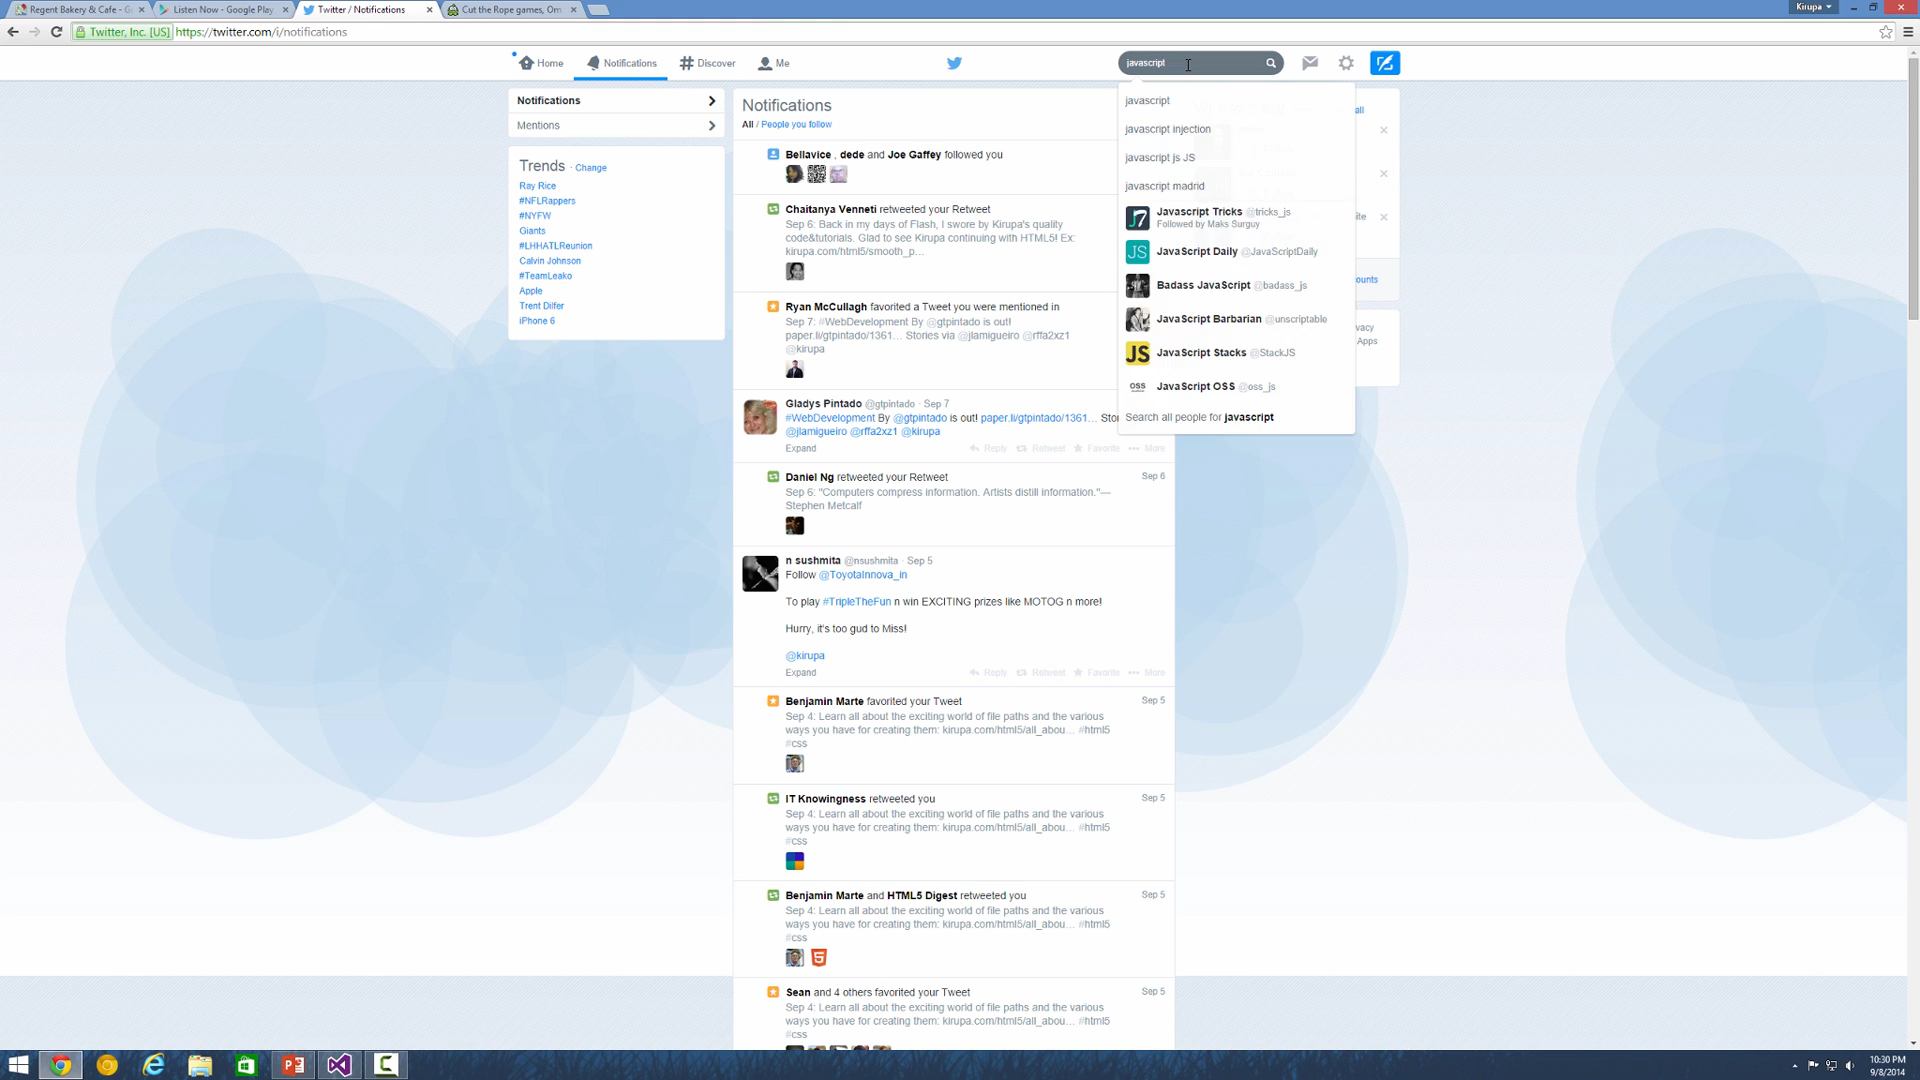 Regent Bakery & Cafe - G
Listen Now - Google Play
Twitter / Notifications
Cut the Rope games, Om
Kirupa
Twitter, Inc. [US] https://twitter.com/i/notifications
Home
Notifications
Discover
Me
javascript
Notifications
Mentions
Trends · Change
Ray Rice
#NFLRappers
#NYFW
Giants
#LHHATLReunion
Calvin Johnson
#TeamLeako
Apple
Trent Dilfer
iPhone 6
Notifications
All / People you follow
Bellavice , dede and Joe Gaffey followed you
Chaitanya Venneti retweeted your Retweet
Sep 6: Back in my days of Flash, I swore by Kirupa's quality
code&tutorials. Glad to see Kirupa continuing with HTML5! Ex:
kirupa.com/html5/smooth_p...
Ryan McCullagh favorited a Tweet you were mentioned in
Sep 7: #WebDevelopment By @gtpintado is out!
paper.li/gtpintado/1361... Stories via @jlamigueiro @rffa2xz1
@kirupa
Gladys Pintado @gtpintado · Sep 7
#WebDevelopment By @gtpintado is out! paper.li/gtpintado/1361... Stor
@jlamigueiro @rffa2xz1 @kirupa
Expand
Reply Retweet Favorite More
Daniel Ng retweeted your Retweet
Sep 6
Sep 6: "Computers compress information. Artists distill information."—
Stephen Metcalf
n sushmita @nsushmita · Sep 5
Follow @ToyotaInnova_in
To play #TripleTheFun n win EXCITING prizes like MOTOG n more!
Hurry, it's too gud to Miss!
@kirupa
Expand
Reply Retweet Favorite More
Benjamin Marte favorited your Tweet
Sep 5
Sep 4: Learn all about the exciting world of file paths and the various
ways you have for creating them: kirupa.com/html5/all_abou... #html5
#css
IT Knowingness retweeted you
Sep 5
Sep 4: Learn all about the exciting world of file paths and the various
ways you have for creating them: kirupa.com/html5/all_abou... #html5
#css
Benjamin Marte and HTML5 Digest retweeted you
Sep 5
Sep 4: Learn all about the exciting world of file paths and the various
ways you have for creating them: kirupa.com/html5/all_abou... #html5
#css
Sean and 4 others favorited your Tweet
Sep 5
Sep 4: Learn all about the exciting world of file paths and the various
ways you have for creating them: kirupa.com/html5/all_abou... #html5
#css
javascript
javascript injection
javascript js JS
javascript madrid
Javascript Tricks @tricks_js
Followed by Maks Surguy
JS JavaScript Daily @JavaScriptDaily
Badass JavaScript @badass_js
JavaScript Barbarian @unscriptable
JS JavaScript Stacks @StackJS
OSS JavaScript OSS @oss_js
Search all people for javascript
all
ite
ounts
vacy
Apps
10:30 PM
9/8/2014